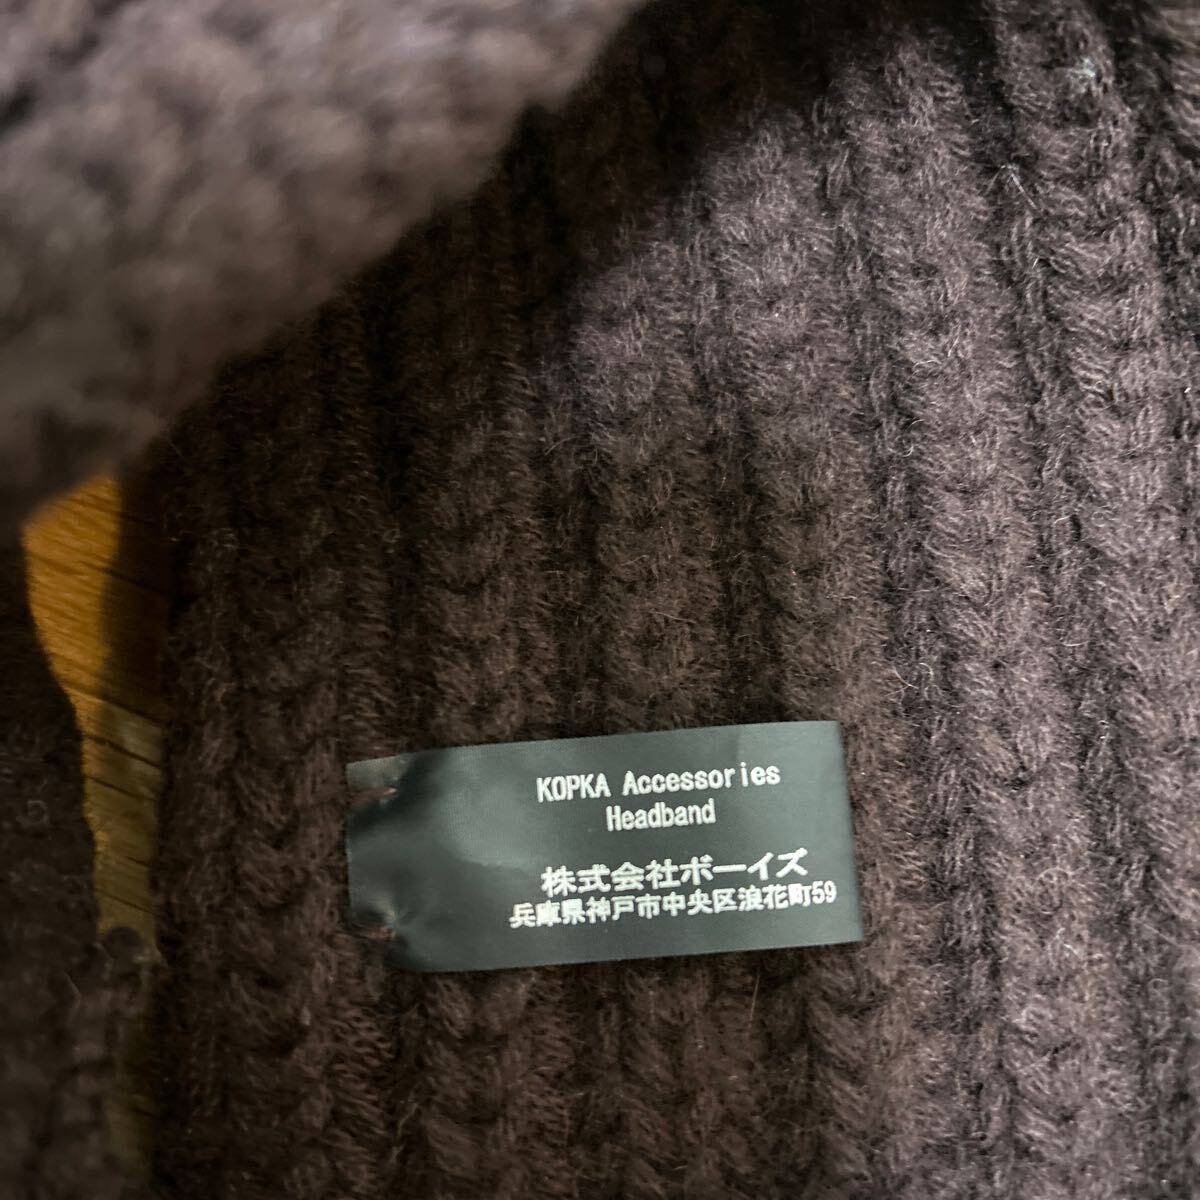 KOPKA Accessories
Headband
株式会社ボーイズ
兵庫県神戸市中央区浪花町59